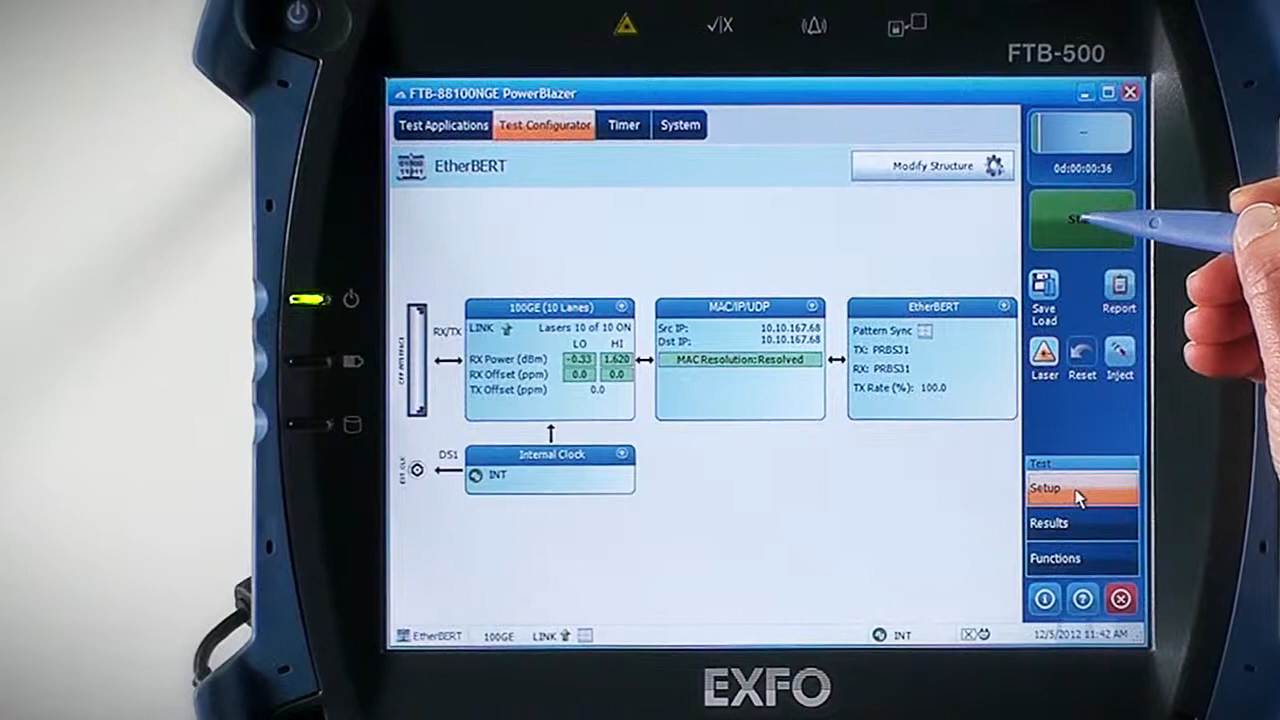 √|X
FTB-500
FTB-88100NGE PowerBlazer
Test Applications
Test Configurator
Timer
System
--
0d:00:00:36
EtherBERT
Modify Structure
100GE (10 Lanes)
LINK
Lasers 10 of 10 ON
LO HI
RX Power (dBm) -0.33 1.620
RX Offset (ppm) 0.0 0.0
TX Offset (ppm) 0.0
RX/TX
CFP INTERFACE
MAC/IP/UDP
Src IP: 10.10.167.68
Dst IP: 10.10.167.68
MAC Resolution: Resolved
EtherBERT
Pattern Sync
TX: PRBS31
RX: PRBS31
TX Rate (%): 100.0
Internal Clock
INT
DS1
EXT CLK
Save
Load
Report
Laser
Reset
Inject
Test
Setup
Results
Functions
EtherBERT
100GE
LINK
INT
12/5/2012 11:42 AM
EXFO